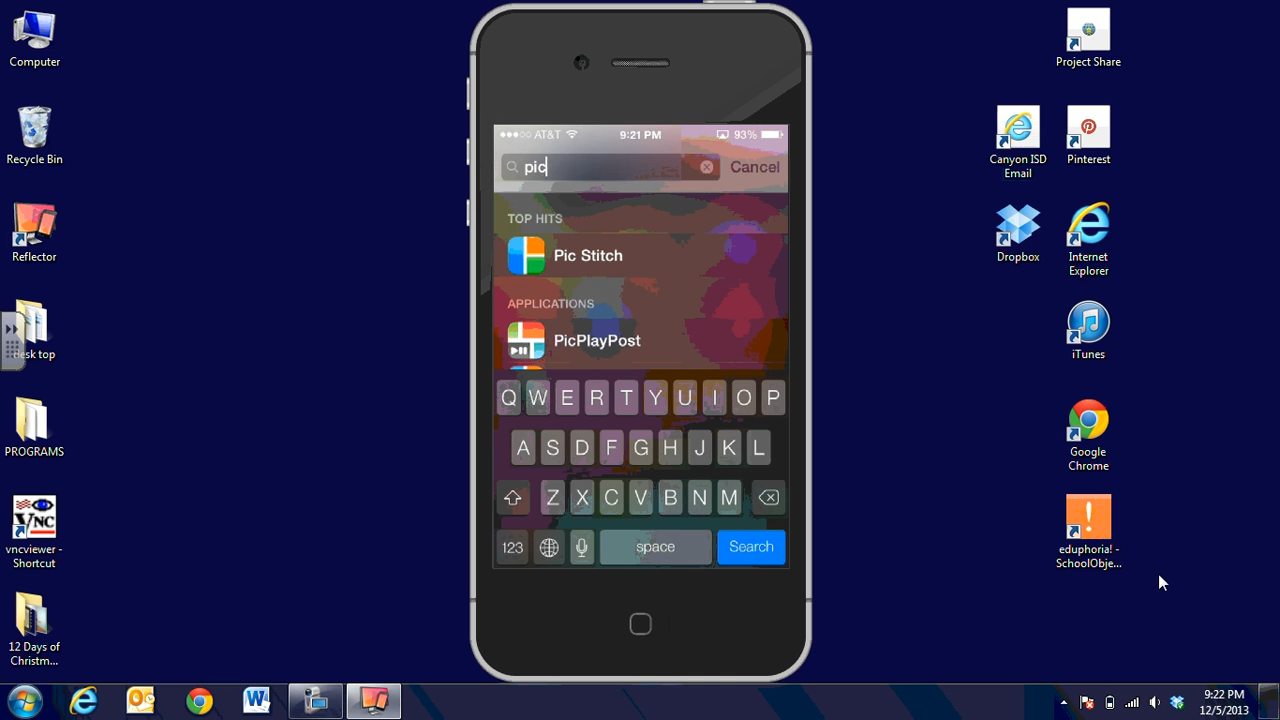 Computer
Recycle Bin
Reflector
esk top
PROGRAMS
VNC
vncviewer -
Shortcut
12 Days of
Christm...
●●●○○ AT&T
9:21 PM
93%
pic
Cancel
TOP HITS
Pic Stitch
APPLICATIONS
PicPlayPost
Q W E R T Y U I O P
A S D F G H J K L
Z X C V B N M
123
space
Search
Project Share
Canyon ISD
Email
Pinterest
Dropbox
Internet
Explorer
iTunes
Google
Chrome
eduphoria! -
SchoolObje...
9:22 PM
12/5/2013